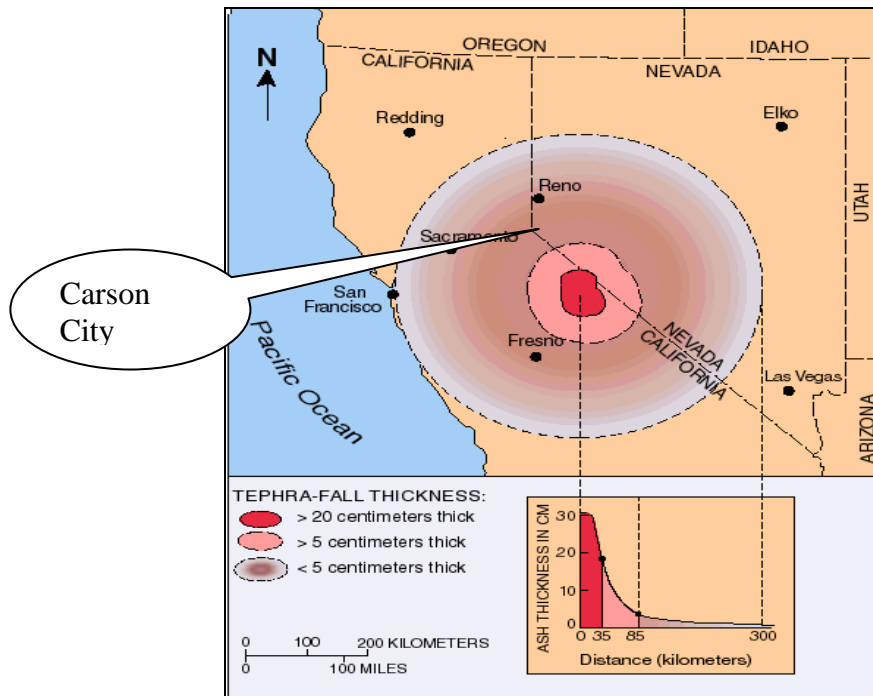 N
OREGON
IDAHO
CALIFORNIA
NEVADA
Redding
Elko
Reno
UTAH
Sacramento
Carson
City
San
Francisco
Pacific Ocean
Fresno
NEVADA
CALIFORNIA
Las Vegas
ARIZONA
TEPHRA-FALL THICKNESS:
> 20 centimeters thick
> 5 centimeters thick
< 5 centimeters thick
0 100 200 KILOMETERS
0 100 MILES
ASH THICKNESS IN CM
30
20
10
0
0 35 85 300
Distance (kilometers)